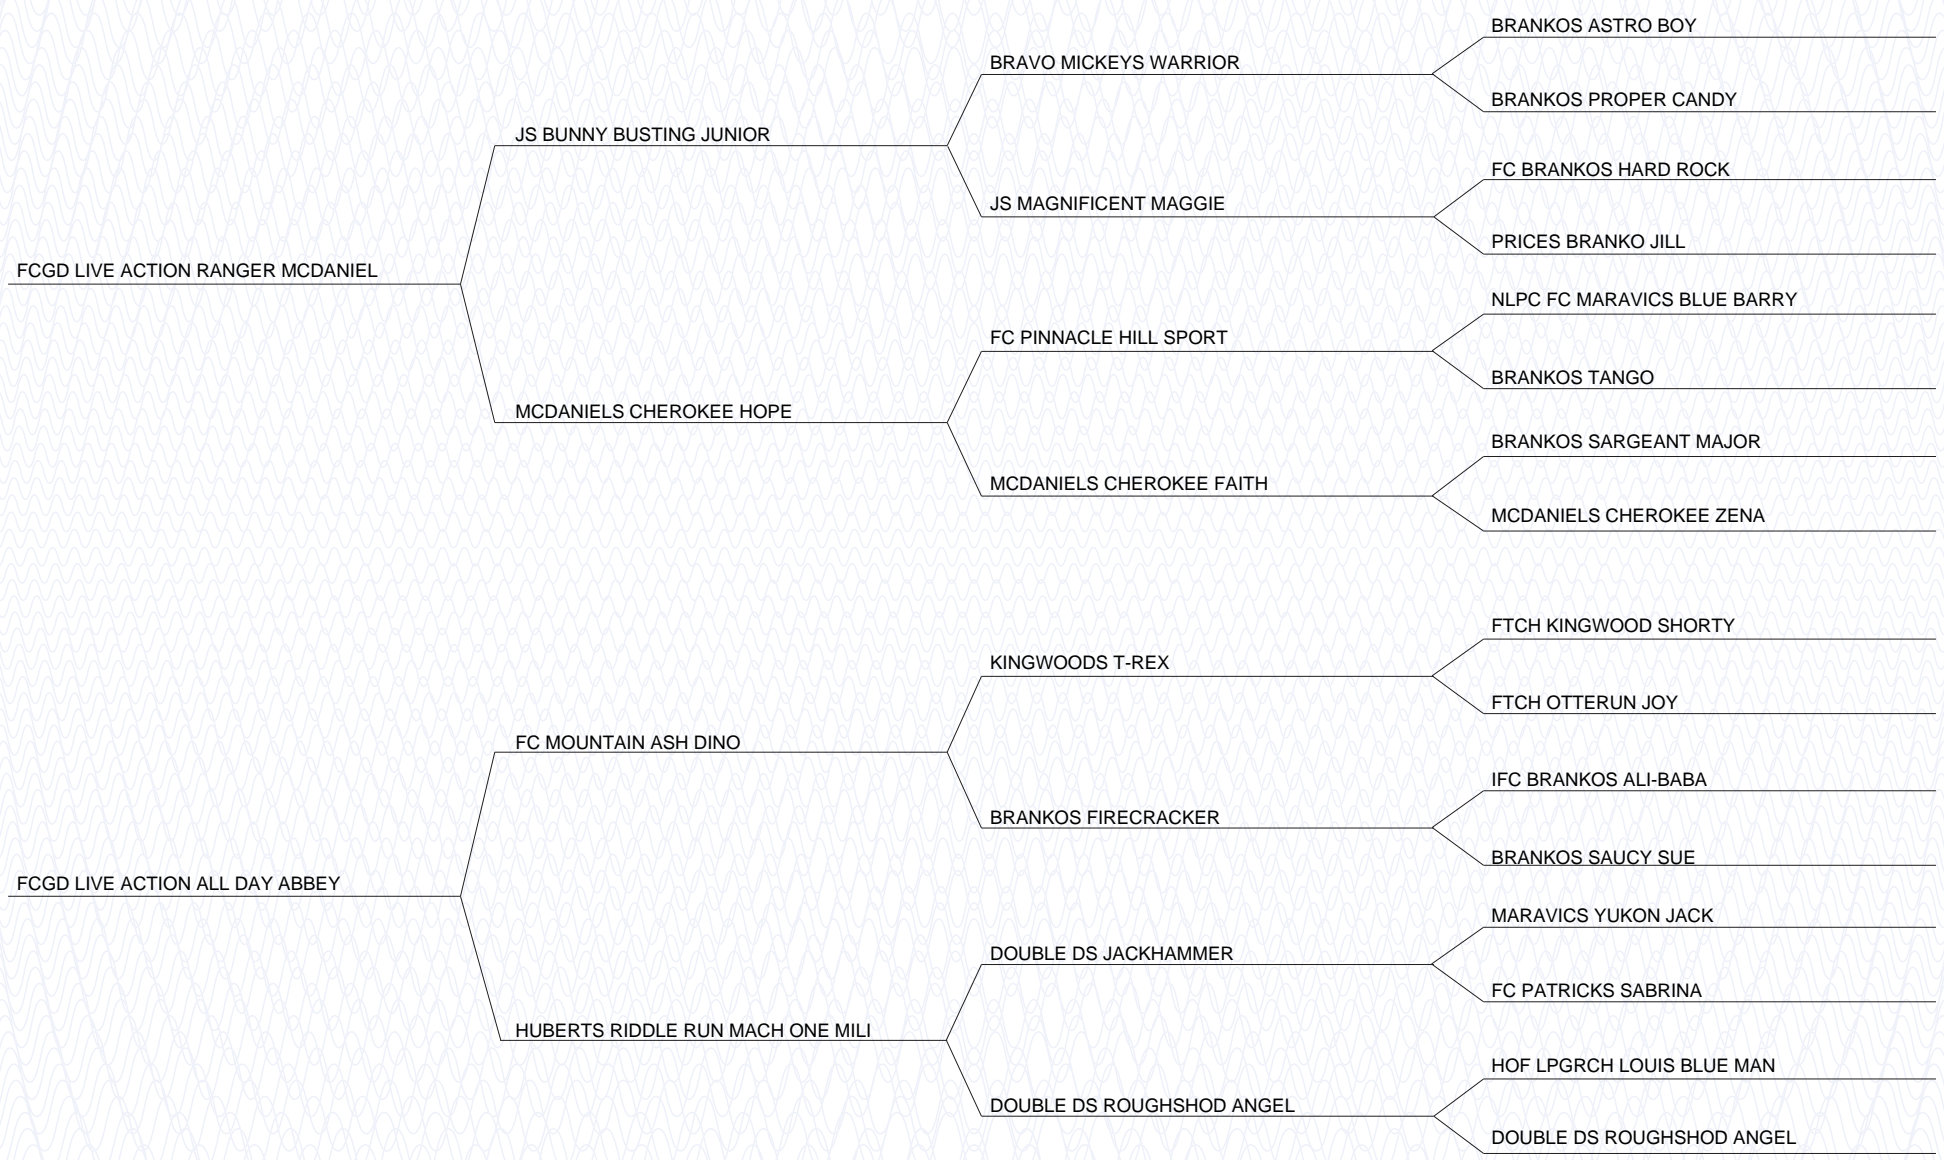 BRANKOS ASTRO BOY
BRAVO MICKEYS WARRIOR
BRANKOS PROPER CANDY
JS BUNNY BUSTING JUNIOR
FC BRANKOS HARD ROCK
JS MAGNIFICENT MAGGIE
PRICES BRANKO JILL
FCGD LIVE ACTION RANGER MCDANIEL
NLPC FC MARAVICS BLUE BARRY
FC PINNACLE HILL SPORT
BRANKOS TANGO
MCDANIELS CHEROKEE HOPE
BRANKOS SARGEANT MAJOR
MCDANIELS CHEROKEE FAITH
MCDANIELS CHEROKEE ZENA
FTCH KINGWOOD SHORTY
KINGWOODS T-REX
FTCH OTTERUN JOY
FC MOUNTAIN ASH DINO
IFC BRANKOS ALI-BABA
BRANKOS FIRECRACKER
BRANKOS SAUCY SUE
FCGD LIVE ACTION ALL DAY ABBEY
MARAVICS YUKON JACK
DOUBLE DS JACKHAMMER
FC PATRICKS SABRINA
HUBERTS RIDDLE RUN MACH ONE MILI
HOF LPGRCH LOUIS BLUE MAN
DOUBLE DS ROUGHSHOD ANGEL
DOUBLE DS ROUGHSHOD ANGEL